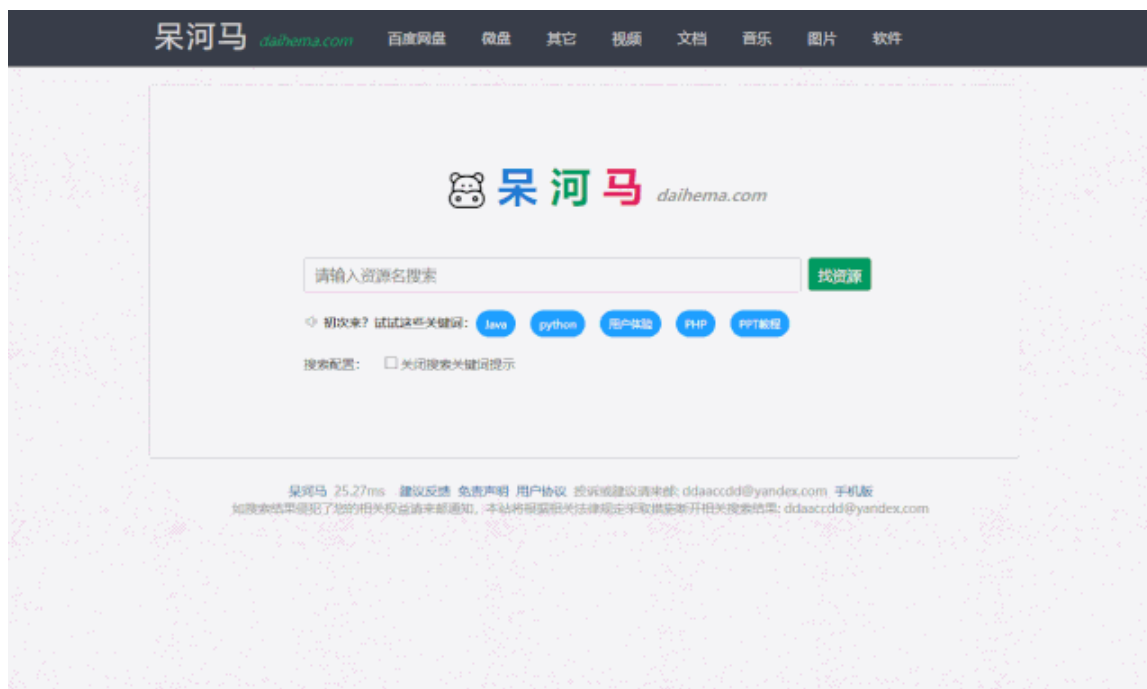 呆河马 daihema.com 百度网盘 微盘 其它 视频 文档 音乐 图片 软件
呆河马 daihema.com
请输入资源名搜索 找资源
初次来? 试试这些关键词: Java python 用户体验 PHP PPT教程
搜索配置: 关闭搜索关键词提示
呆河马 25.27ms 建议反馈 免责声明 用户协议 投诉或建议请来邮: ddaaccdd@yandex.com 手机版
如搜索结果侵犯了您的相关权益请来邮通知, 本站将根据相关法律规定采取措施断开相关搜索结果: ddaaccdd@yandex.com